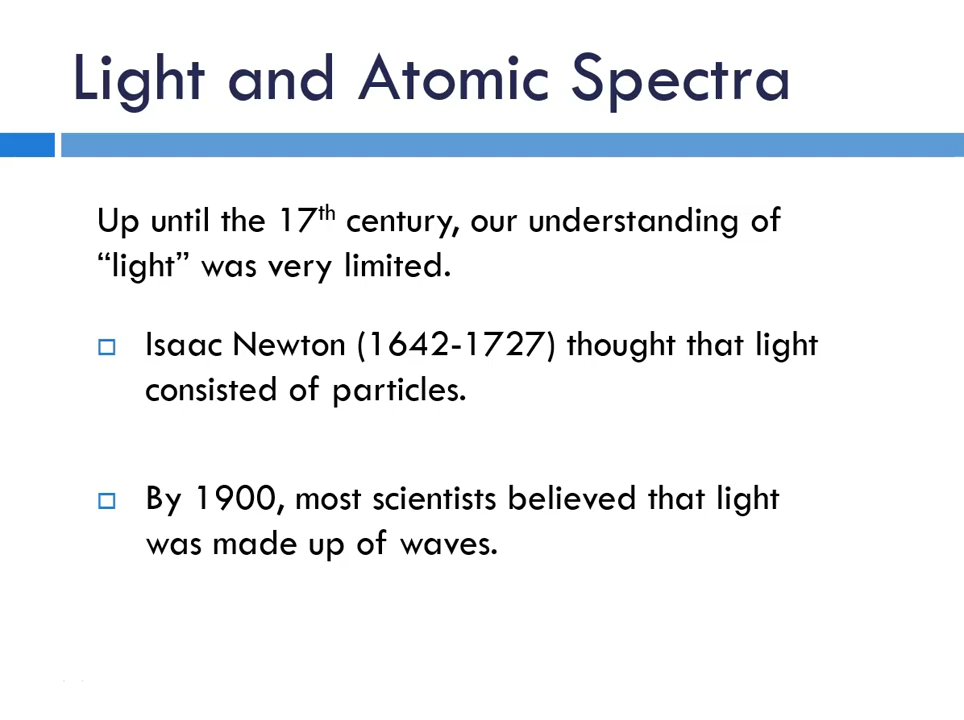 Light and Atomic Spectra
Up until the 17th century, our understanding of
“light” was very limited.
Isaac Newton (1642-1727) thought that light
consisted of particles.
By 1900, most scientists believed that light
was made up of waves.